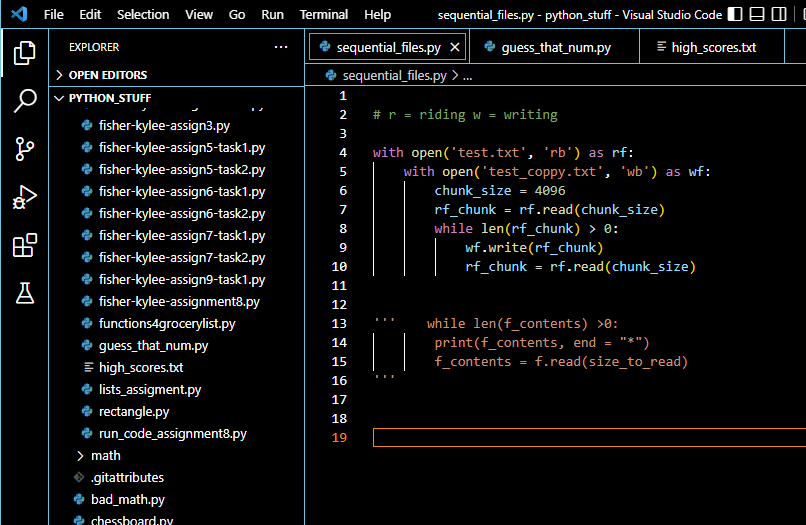 File Edit Selection View Go Run Terminal Help sequential_files.py - python_stuff - Visual Studio Code
EXPLORER ...
sequential_files.py
guess_that_num.py
high_scores.txt
OPEN EDITORS
sequential_files.py > ...
PYTHON_STUFF
fisher-kylee-assign3.py
fisher-kylee-assign5-task1.py
fisher-kylee-assign5-task2.py
fisher-kylee-assign6-task1.py
fisher-kylee-assign6-task2.py
fisher-kylee-assign7-task1.py
fisher-kylee-assign7-task2.py
fisher-kylee-assign9-task1.py
fisher-kylee-assignment8.py
functions4grocerylist.py
guess_that_num.py
high_scores.txt
lists_assigment.py
rectangle.py
run_code_assignment8.py
math
.gitattributes
bad_math.py
chessboard.py
1
2 # r = riding w = writing
3
4 with open('test.txt', 'rb') as rf:
5     with open('test_coppy.txt', 'wb') as wf:
6         chunk_size = 4096
7         rf_chunk = rf.read(chunk_size)
8         while len(rf_chunk) > 0:
9             wf.write(rf_chunk)
10             rf_chunk = rf.read(chunk_size)
11
12
13 '''    while len(f_contents) >0:
14         print(f_contents, end = "*")
15         f_contents = f.read(size_to_read)
16 '''
17
18
19